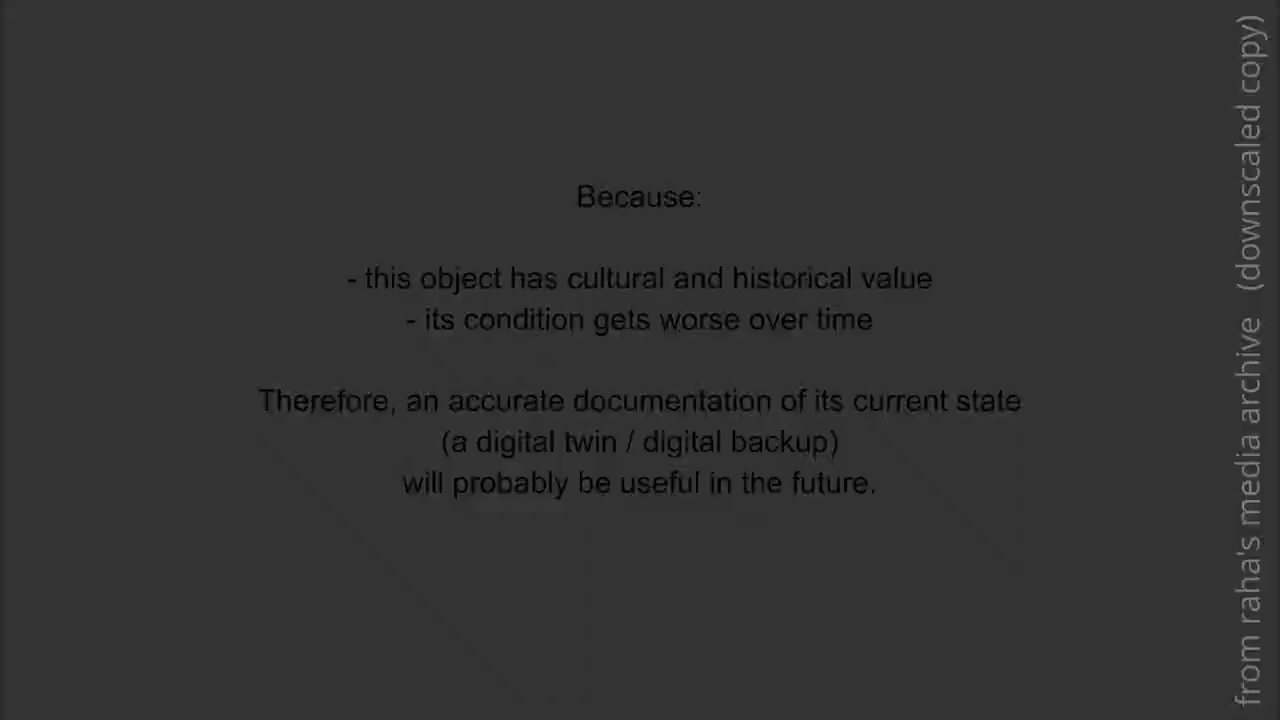 Because:
- this object has cultural and historical value
- its condition gets worse over time
Therefore, an accurate documentation of its current state
(a digital twin / digital backup)
will probably be useful in the future.
from raha's media archive (downscaled copy)